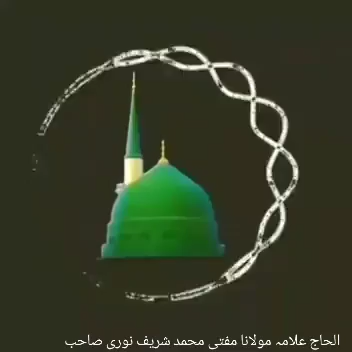 الحاج علامہ مولانا مفتی محمد شریف نوری صاحب